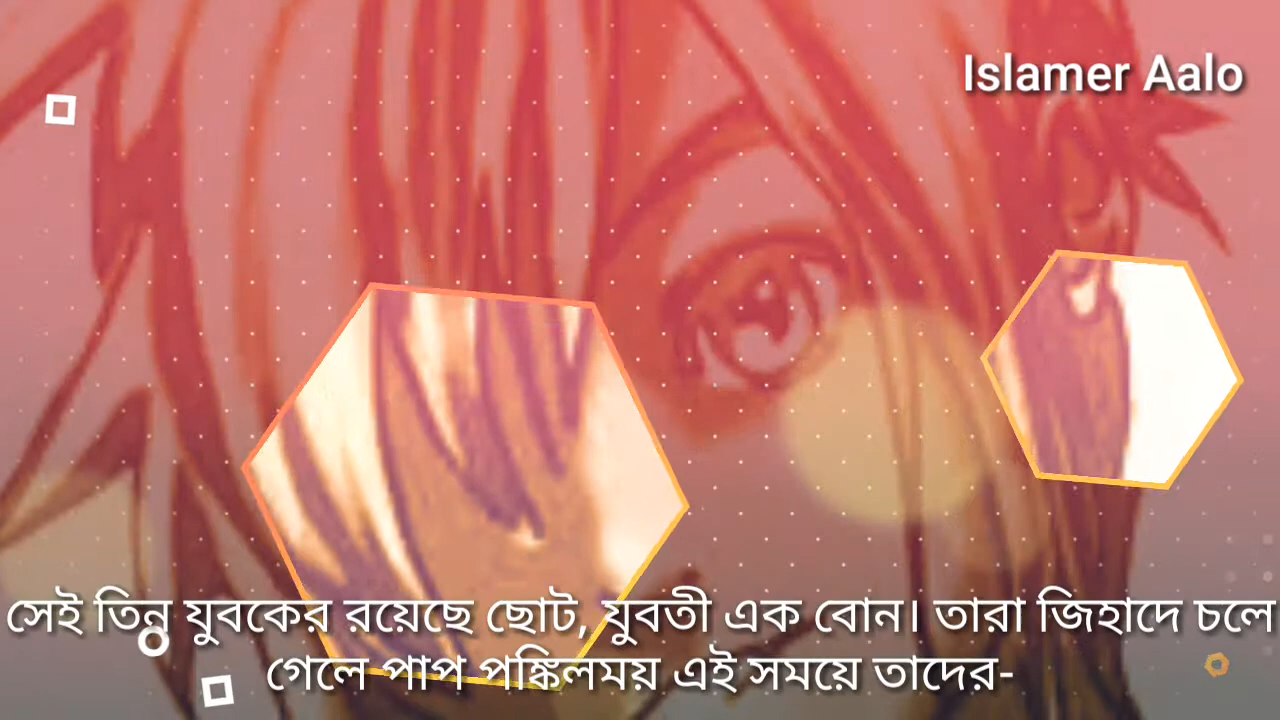 Islamer Aalo
সেই তিন যুবকের রয়েছে ছোট, যুবতী এক বোন। তারা জিহাদে চলে
গেলে পাপ পঙ্কিলময় এই সময়ে তাদের-